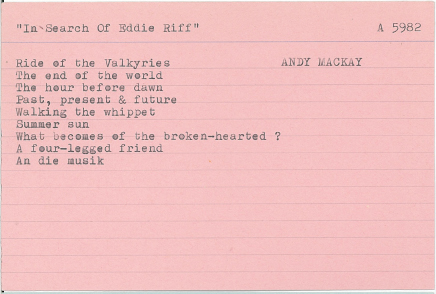 "In Search Of Eddie Riff" A 5982
Ride of the Valkyries ANDY MACKAY
The end of the world
The hour before dawn
Past, present & future
Walking the whippet
Summer sun
What becomes of the broken-hearted ?
A four-legged friend
An die musik